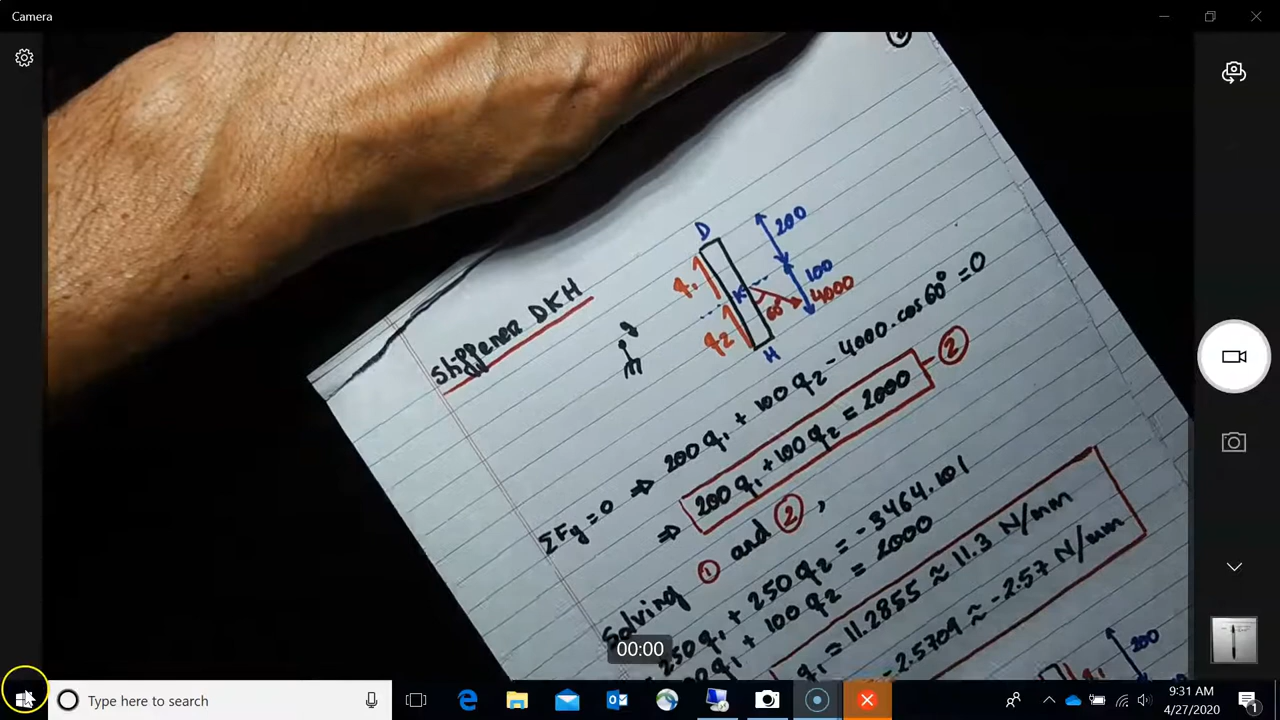 Camera
D
200
q₁
K
100
60°
4000
q₂
H
y
Stiffener DKH
ΣFy = 0 ⇒ 200 q₁ + 100 q₂ - 4000. cos 60° = 0
⇒ 200 q₁ + 100 q₂ = 2000 — ②
Solving ① and ②,
250 q₁ + 250 q₂ = - 3464.101
00 q₁ + 100 q₂ = 2000
q₁ = 11.2855 ≈ 11.3 N/mm
- 2.5709 ≈ - 2.57 N/mm
200
q₁
00:00
Type here to search
9:31 AM
4/27/2020
1